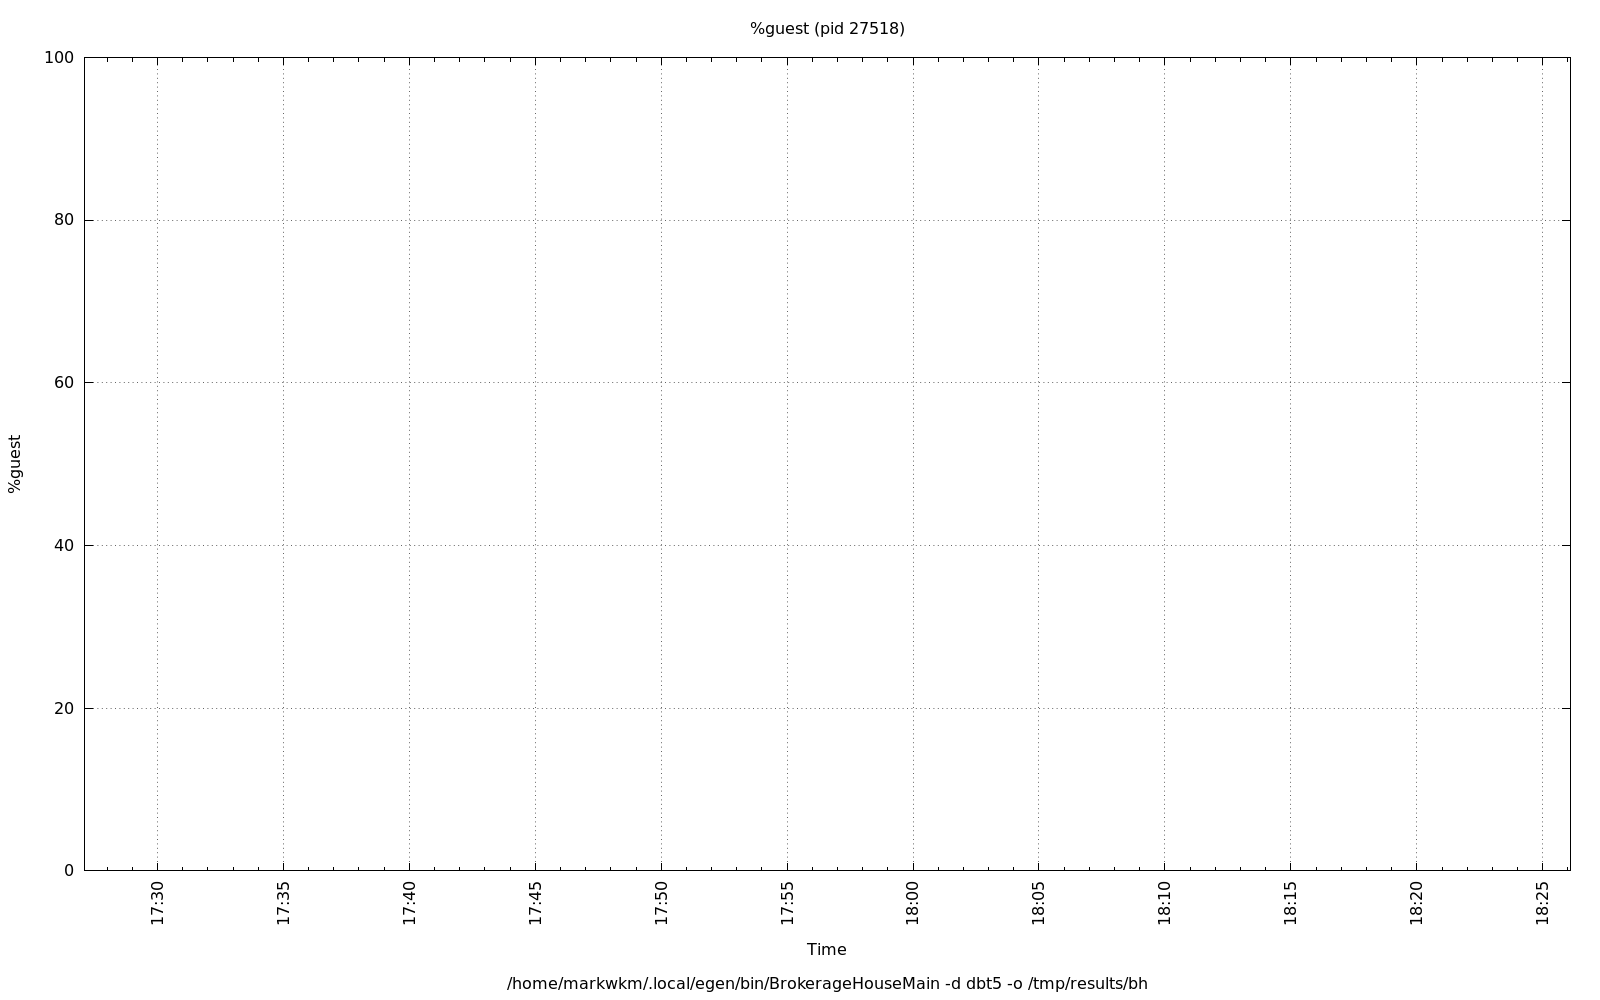 %guest (pid 27518)
100
80
60
40
20
0
%guest
17:30 17:35 17:40 17:45 17:50 17:55 18:00 18:05 18:10 18:15 18:20 18:25
Time
/home/markwkm/.local/egen/bin/BrokerageHouseMain -d dbt5 -o /tmp/results/bh